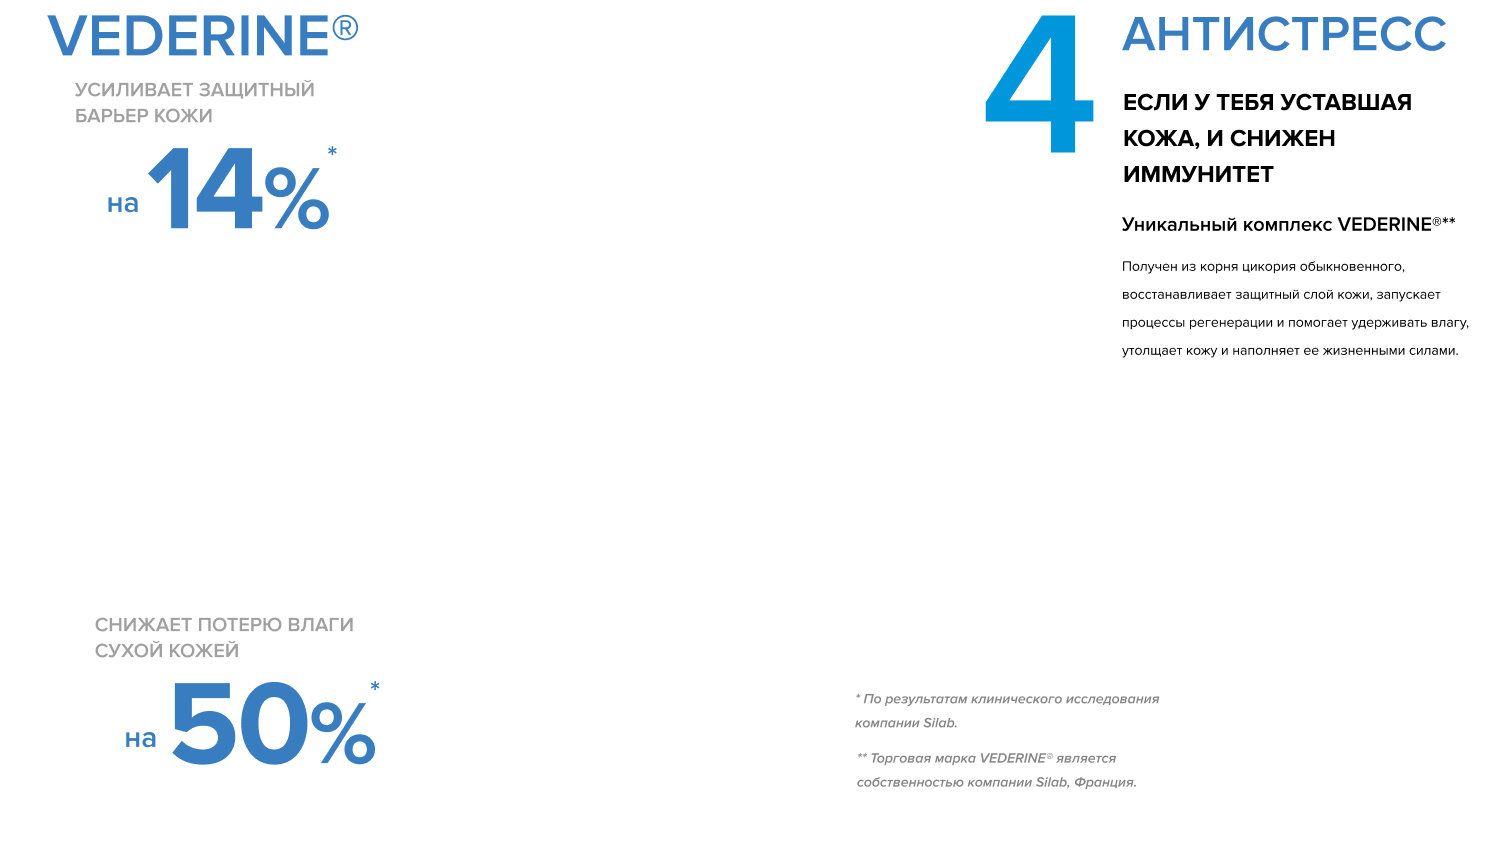 VEDERINE®
УСИЛИВАЕТ ЗАЩИТНЫЙ
БАРЬЕР КОЖИ
на 14%*
СНИЖАЕТ ПОТЕРЮ ВЛАГИ
СУХОЙ КОЖЕЙ
на 50%*
4
АНТИСТРЕСС
ЕСЛИ У ТЕБЯ УСТАВШАЯ
КОЖА, И СНИЖЕН
ИММУНИТЕТ
Уникальный комплекс VEDERINE®**
Получен из корня цикория обыкновенного,
восстанавливает защитный слой кожи, запускает
процессы регенерации и помогает удерживать влагу,
утолщает кожу и наполняет ее жизненными силами.
* По результатам клинического исследования
компании Silab.
** Торговая марка VEDERINE® является
собственностью компании Silab, Франция.